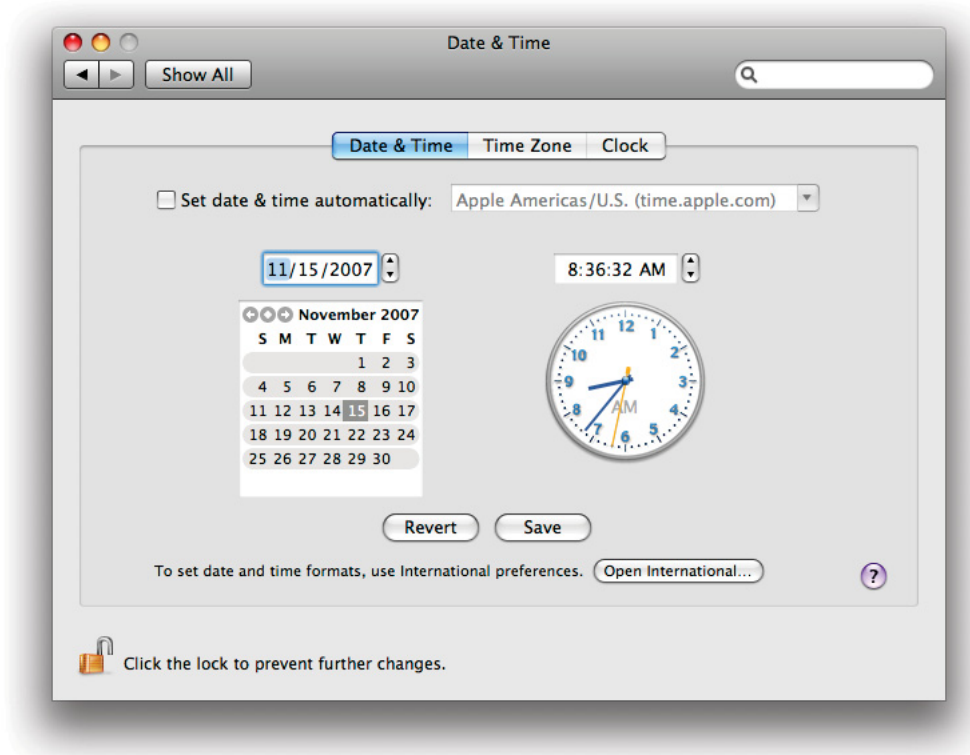 Date & Time
Show All
Date & Time Time Zone Clock
Set date & time automatically: Apple Americas/U.S. (time.apple.com)
11/15/2007 8:36:32 AM
November 2007
S M T W T F S
1 2 3
4 5 6 7 8 9 10
11 12 13 14 15 16 17
18 19 20 21 22 23 24
25 26 27 28 29 30
12 1 2 3 4 5 6 7 8 9 10 11
AM
Revert Save
To set date and time formats, use International preferences. Open International... ?
Click the lock to prevent further changes.